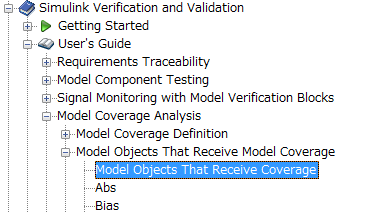 Simulink Verification and Validation
Getting Started
User's Guide
Requirements Traceability
Model Component Testing
Signal Monitoring with Model Verification Blocks
Model Coverage Analysis
Model Coverage Definition
Model Objects That Receive Model Coverage
Model Objects That Receive Coverage
Abs
Bias